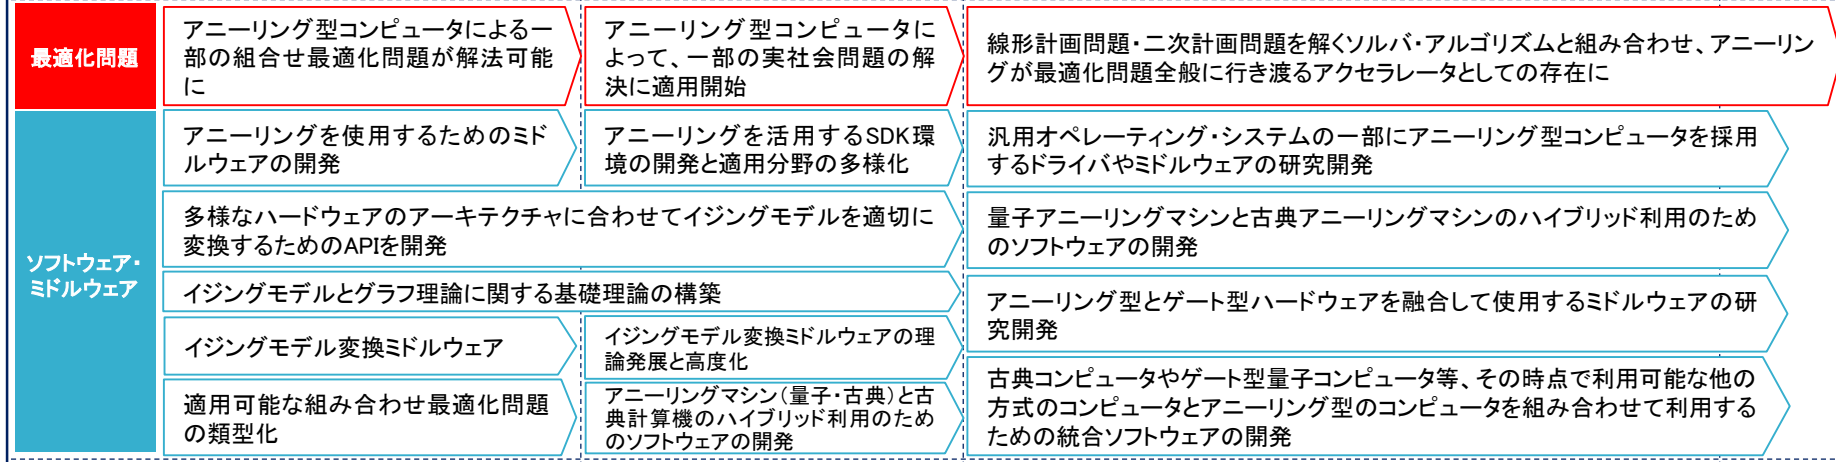 最適化問題
アニーリング型コンピュータによる一
部の組合せ最適化問題が解法可能
に
アニーリング型コンピュータに
よって、一部の実社会問題の解
決に適用開始
線形計画問題・二次計画問題を解くソルバ・アルゴリズムと組み合わせ、アニーリン
グが最適化問題全般に行き渡るアクセラレータとしての存在に
ソフトウェア・
ミドルウェア
アニーリングを使用するためのミド
ルウェアの開発
アニーリングを活用するSDK環
境の開発と適用分野の多様化
汎用オペレーティング・システムの一部にアニーリング型コンピュータを採用
するドライバやミドルウェアの研究開発
多様なハードウェアのアーキテクチャに合わせてイジングモデルを適切に
変換するためのAPIを開発
量子アニーリングマシンと古典アニーリングマシンのハイブリッド利用のため
のソフトウェアの開発
イジングモデルとグラフ理論に関する基礎理論の構築
アニーリング型とゲート型ハードウェアを融合して使用するミドルウェアの研
究開発
イジングモデル変換ミドルウェア
イジングモデル変換ミドルウェアの理
論発展と高度化
適用可能な組み合わせ最適化問題
の類型化
アニーリングマシン（量子・古典）と古
典計算機のハイブリッド利用のため
のソフトウェアの開発
古典コンピュータやゲート型量子コンピュータ等、その時点で利用可能な他の
方式のコンピュータとアニーリング型のコンピュータを組み合わせて利用する
ための統合ソフトウェアの開発